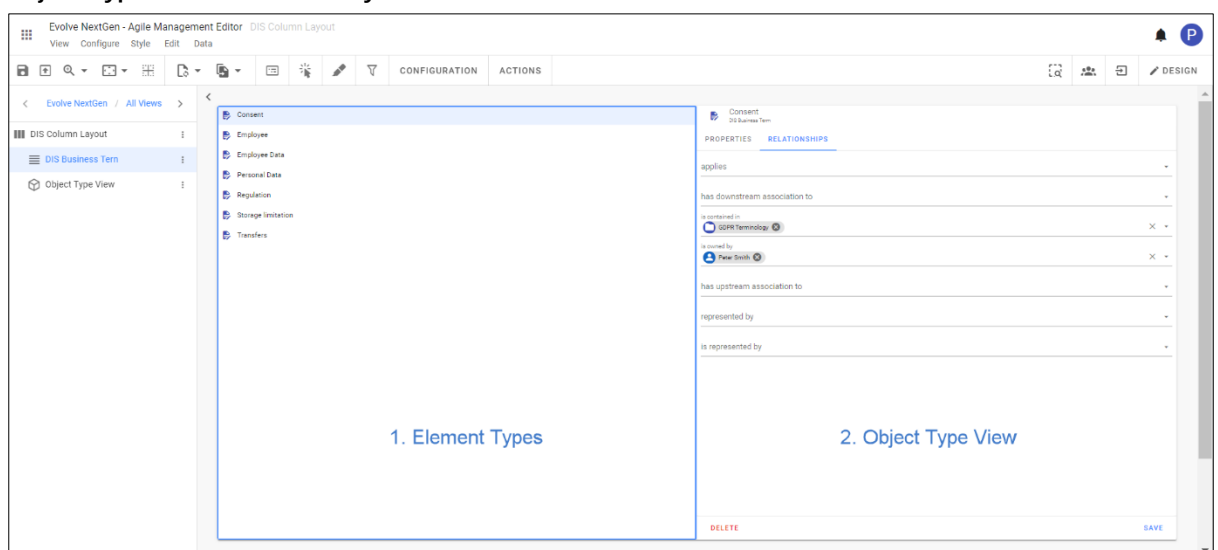 Evolve NextGen - Agile Management Editor DIS Column Layout
View Configure Style Edit Data
CONFIGURATION ACTIONS
DESIGN
P
Evolve NextGen / All Views
DIS Column Layout
DIS Business Tern
Object Type View
Consent
Employee
Employee Data
Personal Data
Regulation
Storage limitation
Transfers
1. Element Types
Consent
DIS Business Term
PROPERTIES RELATIONSHIPS
applies
has downstream association to
is contained in
GDPR Terminology
is owned by
Peter Smith
has upstream association to
represented by
is represented by
2. Object Type View
DELETE SAVE